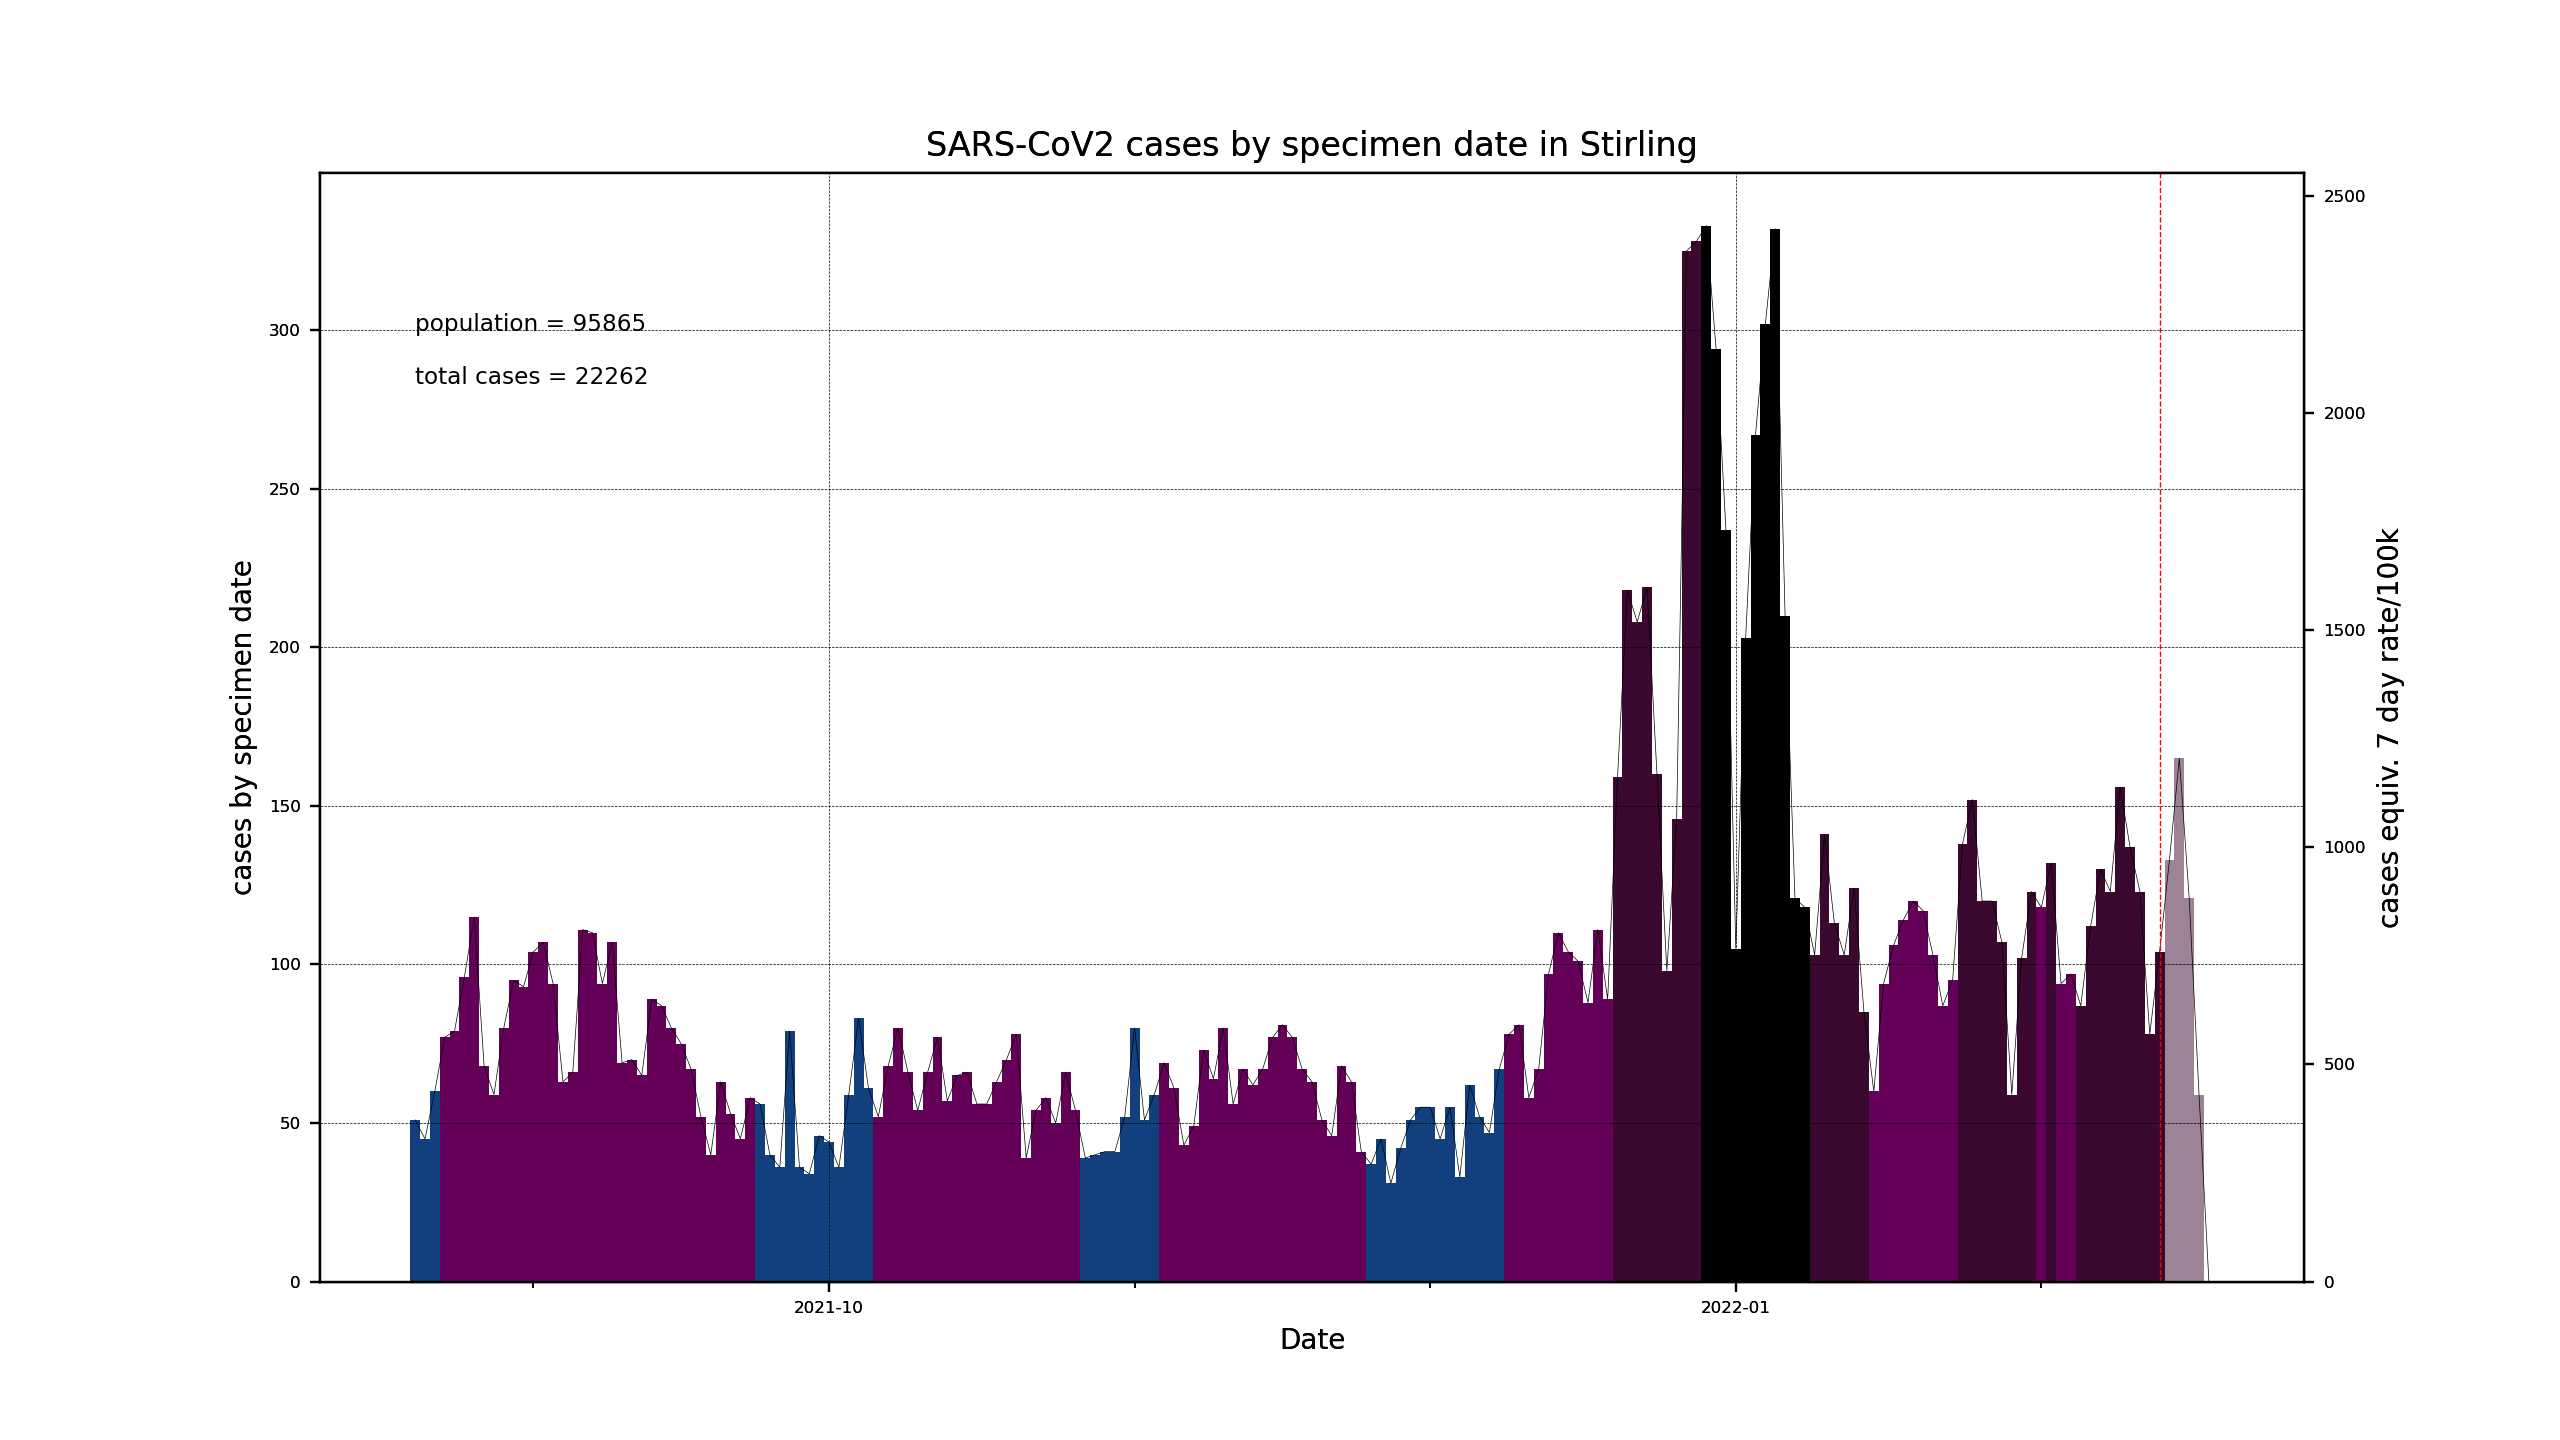 SARS-CoV2 cases by specimen date in Stirling
population = 95865
total cases = 22262
cases by specimen date
300
250
200
150
100
50
0
2500
2000
1500
1000
500
0
cases equiv. 7 day rate/100k
2021-10
2022-01
Date